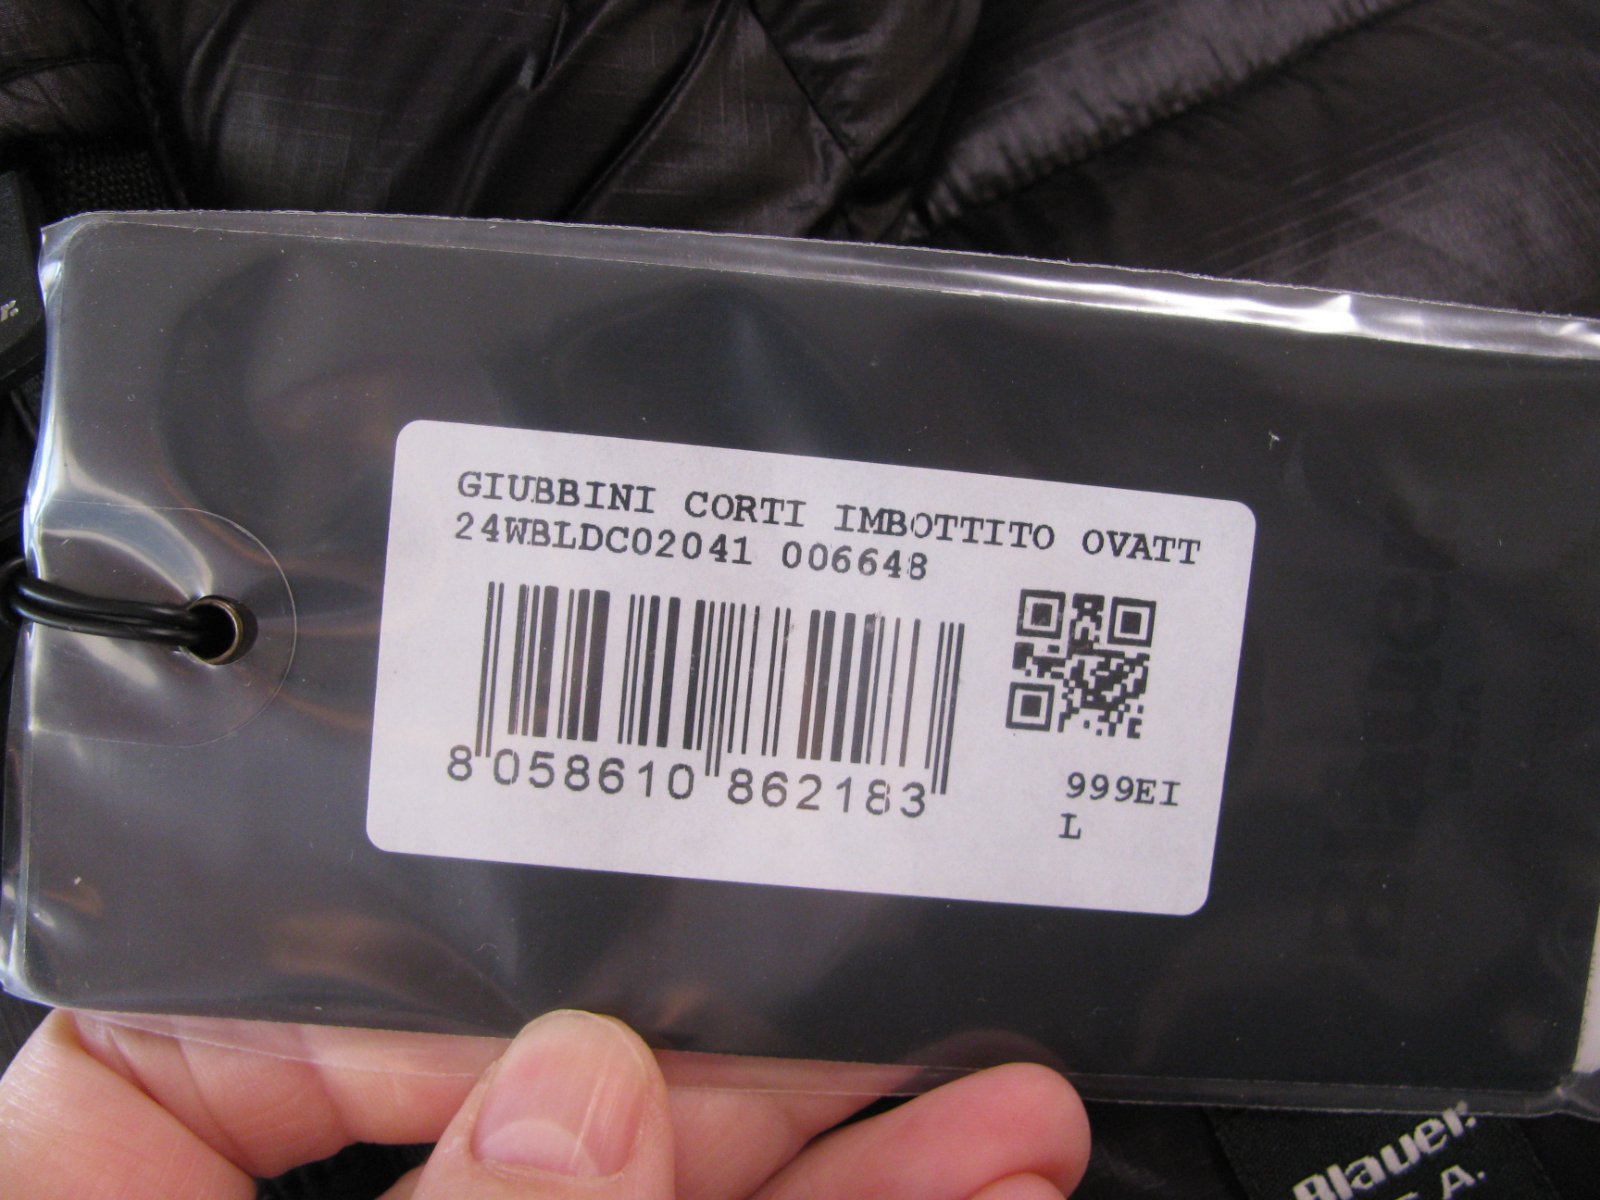 GIUBBINI CORTI IMBOTTITO OVATT
24WBLDC02041 006648
8 058610 862183
999EI
L
r.
Blauer.
A.